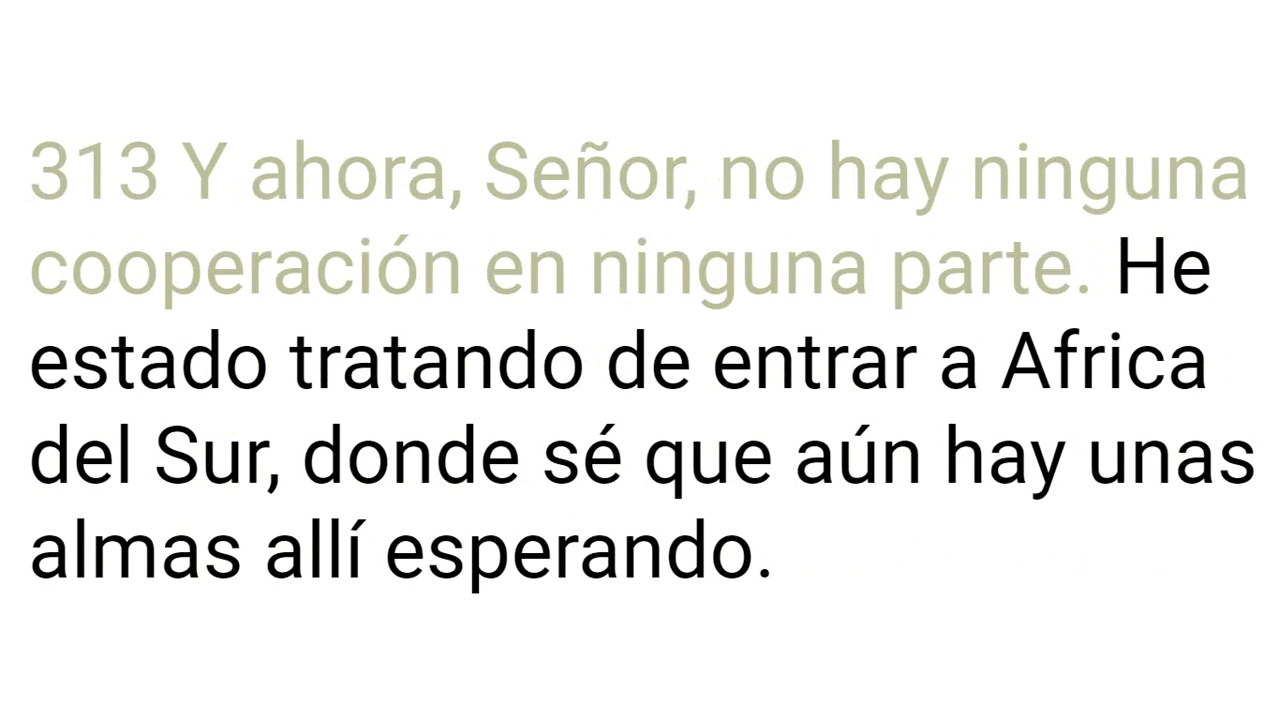 313 Y ahora, Señor, no hay ninguna
cooperación en ninguna parte. He
estado tratando de entrar a Africa
del Sur, donde sé que aún hay unas
almas allí esperando.